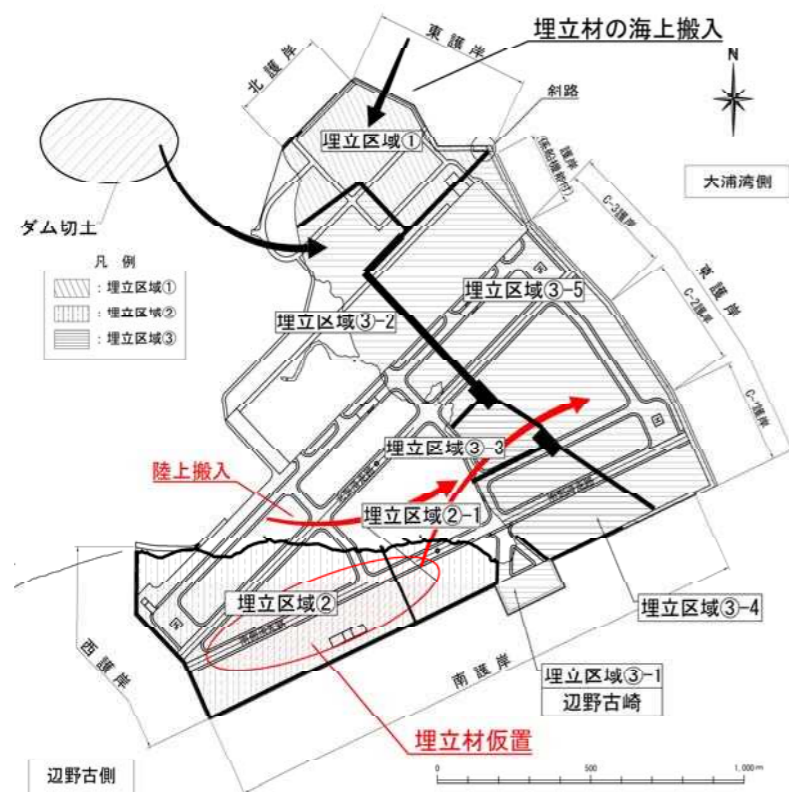 埋立材の海上搬入
東護岸
北護岸
N
斜路
埋立区域①
護岸
(係船機能付)
大浦湾側
ダム切土
C-3護岸
凡 例
：埋立区域①
：埋立区域②
：埋立区域③
埋立区域③-5
東護岸
埋立区域③-2
C-2護岸
C-1護岸
埋立区域③-3
陸上搬入
埋立区域②-1
埋立区域②
埋立区域③-4
西護岸
南護岸
埋立区域③-1
辺野古崎
埋立材仮置
辺野古側
0
500
1,000m